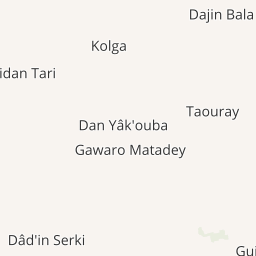 Dajin Bala
Kolga
idan Tari
Taouray
Dan Yâk'ouba
Gawaro Matadey
Dâd'in Serki
Gui